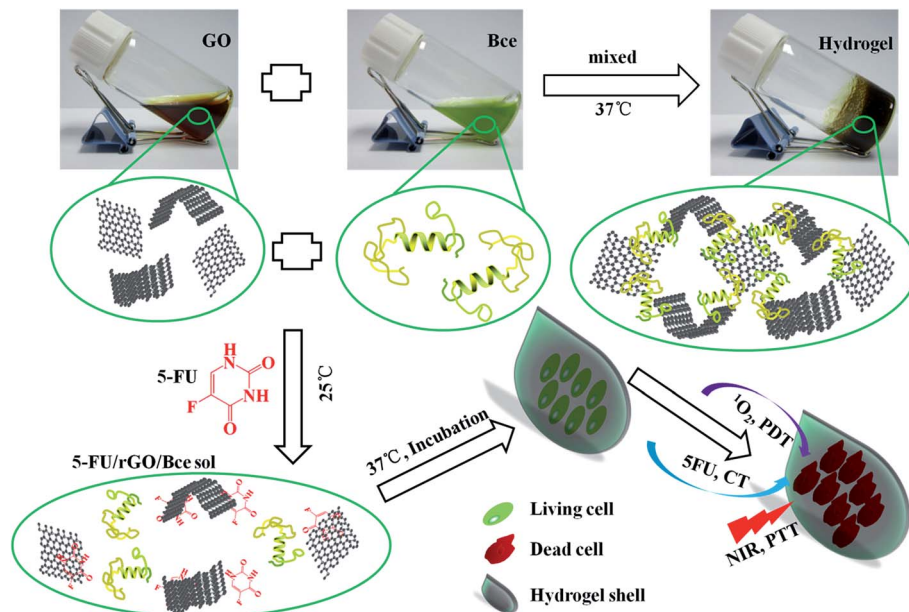 GO
Bce
Hydrogel
mixed
37℃
5-FU
H
N
O
NH
F
O
25℃
5-FU/rGO/Bce sol
37℃, Incubation
¹O₂, PDT
5FU, CT
NIR, PTT
Living cell
Dead cell
Hydrogel shell